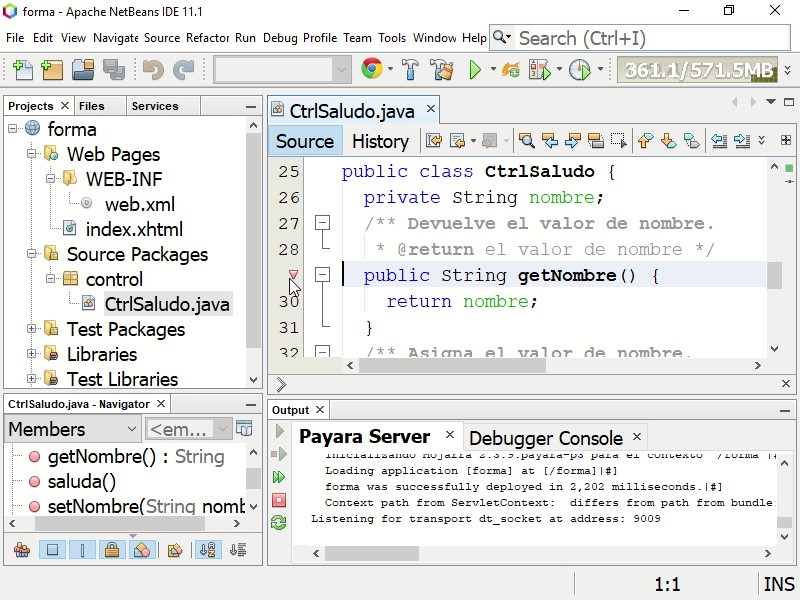 forma - Apache NetBeans IDE 11.1
File Edit View Navigate Source Refactor Run Debug Profile Team Tools Window Help Search (Ctrl+I)
361.1/571.5MB
Projects Files Services
forma
Web Pages
WEB-INF
web.xml
index.xhtml
Source Packages
control
CtrlSaludo.java
Test Packages
Libraries
Test Libraries
CtrlSaludo.java - Navigator
Members <em...
getNombre() : String
saluda()
setNombre(String nomb
CtrlSaludo.java
Source History
25 public class CtrlSaludo {
26 private String nombre;
27 /** Devuelve el valor de nombre.
28 * @return el valor de nombre */
public String getNombre() {
30 return nombre;
31 }
32 /** Asigna el valor de nombre.
Output
Payara Server Debugger Console
Inicializando Mojarra 2.3.9.payara-p3 para el contexto '/forma'|#
Loading application [forma] at [/forma]|#]
forma was successfully deployed in 2,202 milliseconds.|#]
Context path from ServletContext: differs from path from bundle:
Listening for transport dt_socket at address: 9009
1:1 INS